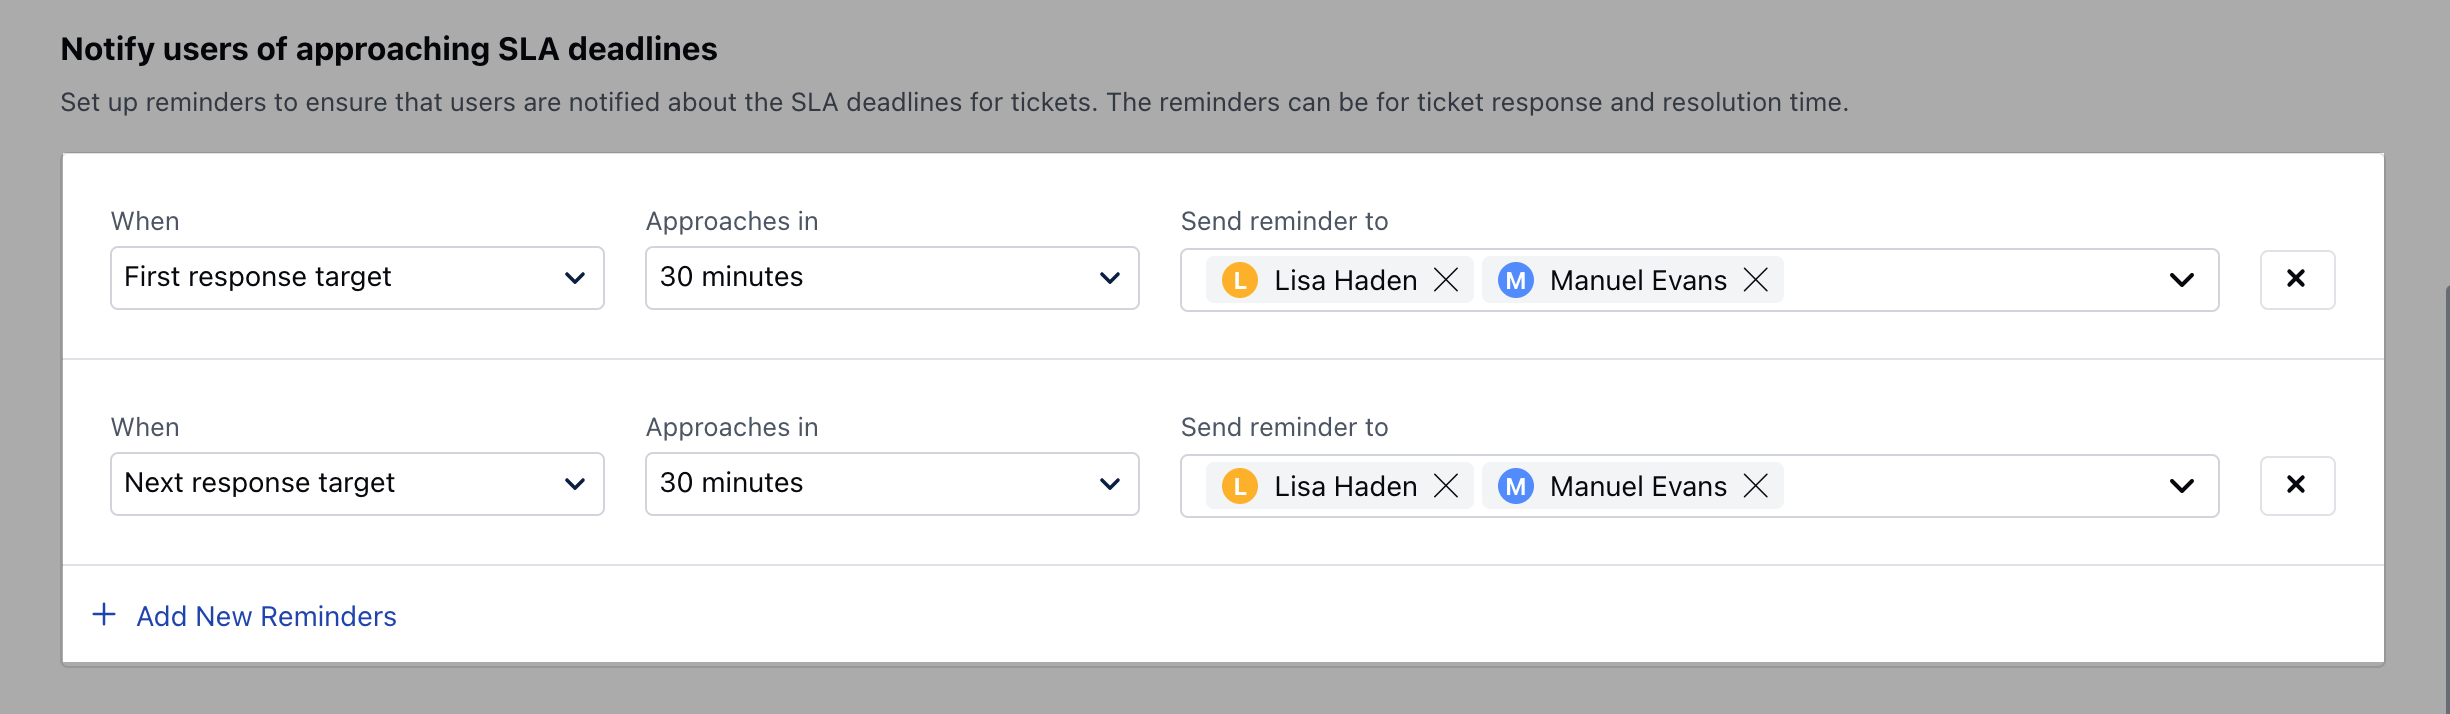 Notify users of approaching SLA deadlines
Set up reminders to ensure that users are notified about the SLA deadlines for tickets. The reminders can be for ticket response and resolution time.
When Approaches in Send reminder to
First response target 30 minutes L Lisa Haden M Manuel Evans
When Approaches in Send reminder to
Next response target 30 minutes L Lisa Haden M Manuel Evans
Add New Reminders